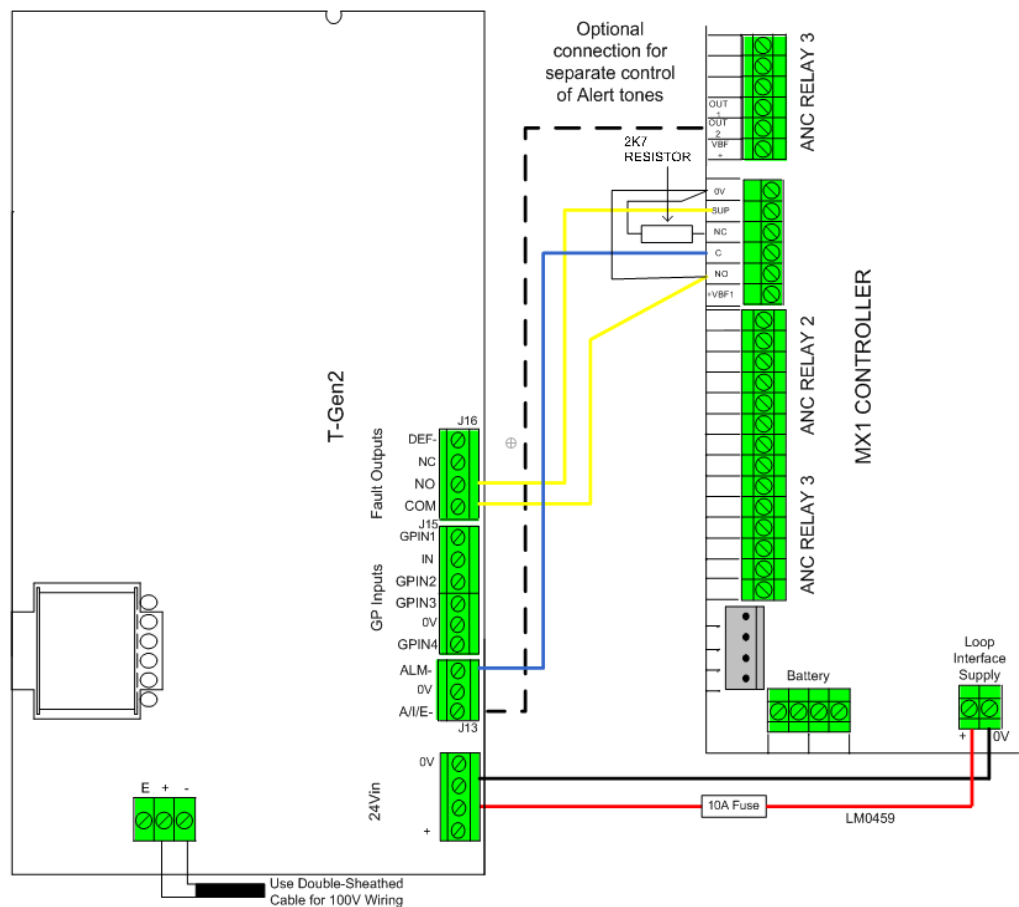 Optional
connection for
separate control
of Alert tones
2K7
RESISTOR
OUT
1
OUT
2
VBF
+
ANC RELAY 3
0V
SUP
NC
C
NO
+VBF1
ANC RELAY 2
ANC RELAY 3
MX1 CONTROLLER
T-Gen2
J16
Fault Outputs
DEF-
NC
NO
COM
J15
GP Inputs
GPIN1
IN
GPIN2
GPIN3
0V
GPIN4
ALM-
0V
A/I/E-
J13
Battery
Loop
Interface
Supply
+ 0V
24Vin
0V
+
10A Fuse
LM0459
E + -
Use Double-Sheathed
Cable for 100V Wiring